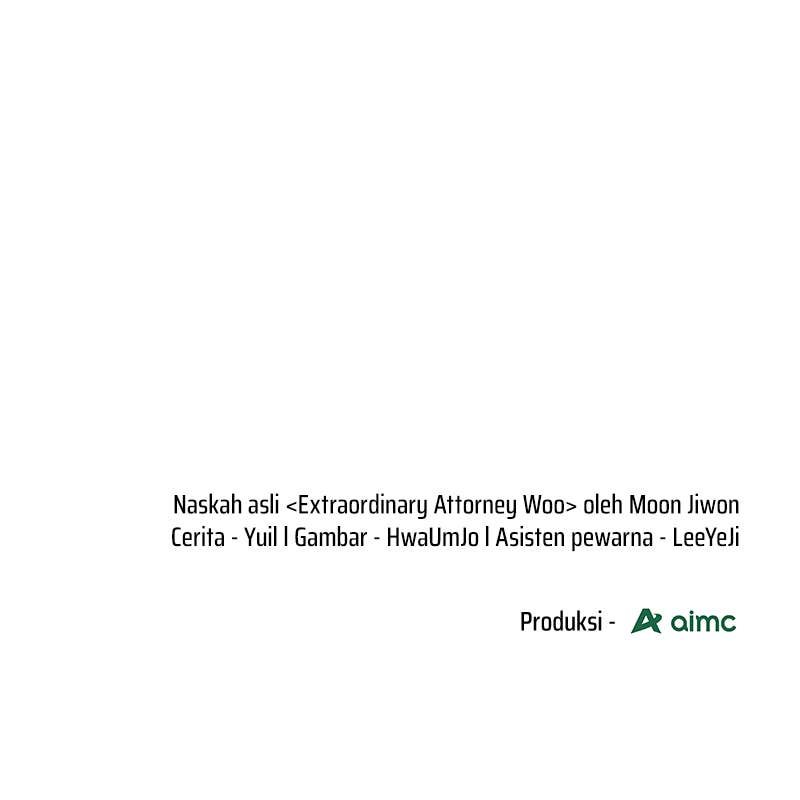 Naskah asli <Extraordinary Attorney Woo> oleh Moon Jiwon
Cerita - Yuil l Gambar - HwaUmJo l Asisten pewarna - LeeYeJi
Produksi - aimc